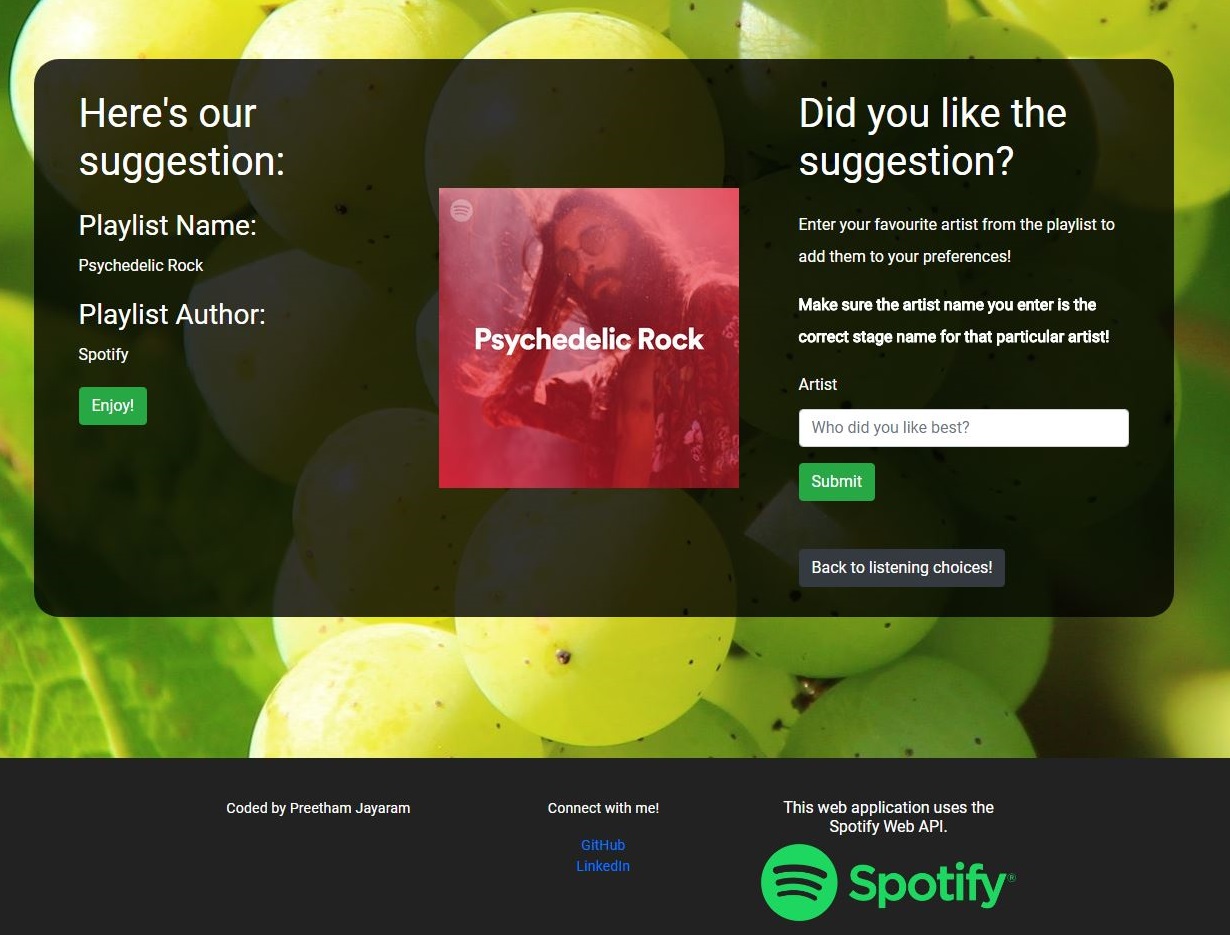 Here's our
suggestion:
Playlist Name:
Psychedelic Rock
Playlist Author:
Spotify
Enjoy!
Psychedelic Rock
Did you like the
suggestion?
Enter your favourite artist from the playlist to
add them to your preferences!
Make sure the artist name you enter is the
correct stage name for that particular artist!
Artist
Who did you like best?
Submit
Back to listening choices!
Coded by Preetham Jayaram
Connect with me!
GitHub
LinkedIn
This web application uses the
Spotify Web API.
Spotify®